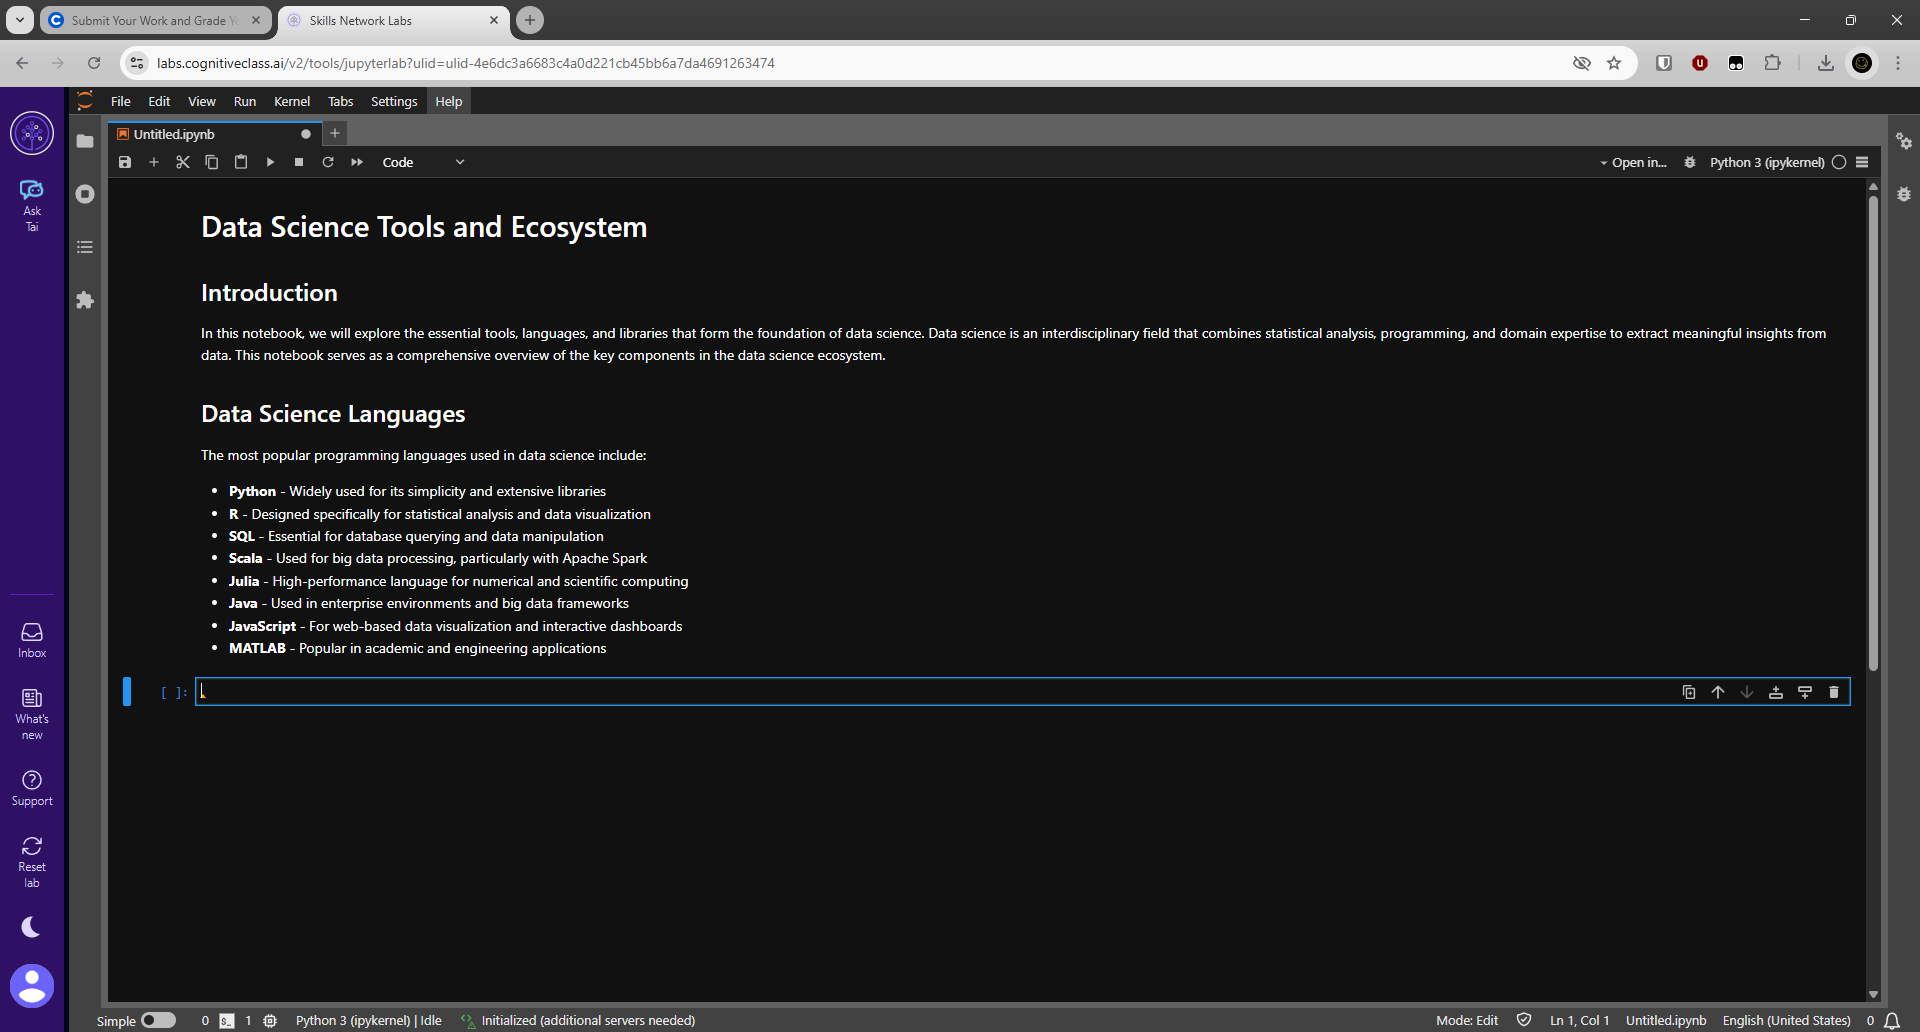 Submit Your Work and Grade Y
Skills Network Labs
labs.cognitiveclass.ai/v2/tools/jupyterlab?ulid=ulid-4e6dc3a6683c4a0d221cb45bb6a7da4691263474
File Edit View Run Kernel Tabs Settings Help
Untitled.ipynb
Code
Open in...
Python 3 (ipykernel)
Ask
Tai
Data Science Tools and Ecosystem
Introduction
In this notebook, we will explore the essential tools, languages, and libraries that form the foundation of data science. Data science is an interdisciplinary field that combines statistical analysis, programming, and domain expertise to extract meaningful insights from
data. This notebook serves as a comprehensive overview of the key components in the data science ecosystem.
Data Science Languages
The most popular programming languages used in data science include:
• Python - Widely used for its simplicity and extensive libraries
• R - Designed specifically for statistical analysis and data visualization
• SQL - Essential for database querying and data manipulation
• Scala - Used for big data processing, particularly with Apache Spark
• Julia - High-performance language for numerical and scientific computing
• Java - Used in enterprise environments and big data frameworks
• JavaScript - For web-based data visualization and interactive dashboards
• MATLAB - Popular in academic and engineering applications
[ ]:
Inbox
What's
new
Support
Reset
lab
Simple 0 $_ 1 Python 3 (ipykernel) | Idle Initialized (additional servers needed) Mode: Edit Ln 1, Col 1 Untitled.ipynb English (United States) 0